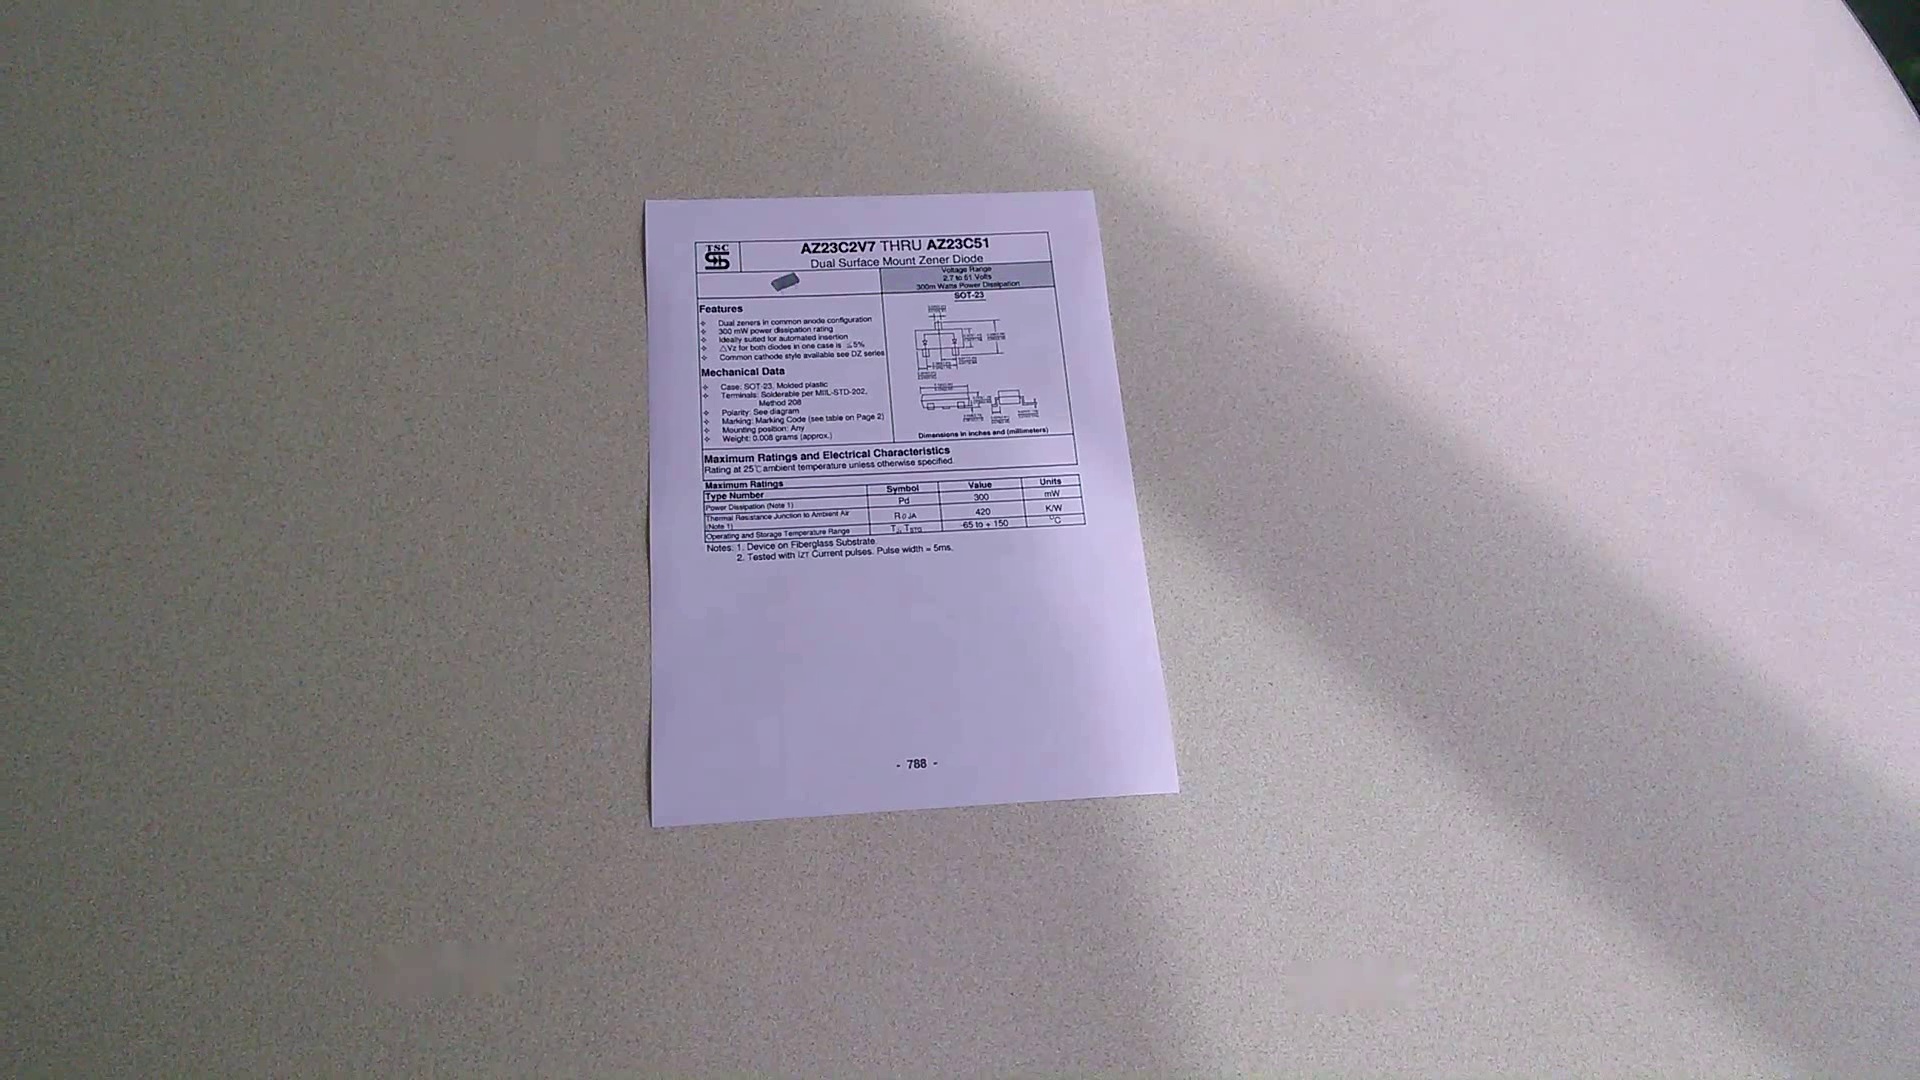 TSC
AZ23C2V7 THRU AZ23C51
Dual Surface Mount Zener Diode
Voltage Range
2.7 to 51 Volts
300m Watts Power Dissipation
SOT-23
Features
Dual zeners in common anode configuration
300 mW power dissipation rating
Ideally suited for automated insertion
△Vz for both diodes in one case is ≦5%
Common cathode style available see DZ series
Mechanical Data
Case: SOT-23, Molded plastic
Terminals: Solderable per MIIL-STD-202,
Method 208
Polarity: See diagram
Marking: Marking Code (see table on Page 2)
Mounting position: Any
Weight: 0.008 grams (approx.)
Dimensions in inches and (millimeters)
Maximum Ratings and Electrical Characteristics
Rating at 25℃ ambient temperature unless otherwise specified.
Maximum Ratings
Type Number Symbol Value Units
Power Dissipation (Note 1) Pd 300 mW
Thermal Resistance Junction to Ambient Air
(Note 1) RθJA 420 K/W
Operating and Storage Temperature Range TJ, TSTG -65 to + 150 °C
Notes: 1. Device on Fiberglass Substrate.
2. Tested with IZT Current pulses. Pulse width = 5ms.
- 788 -